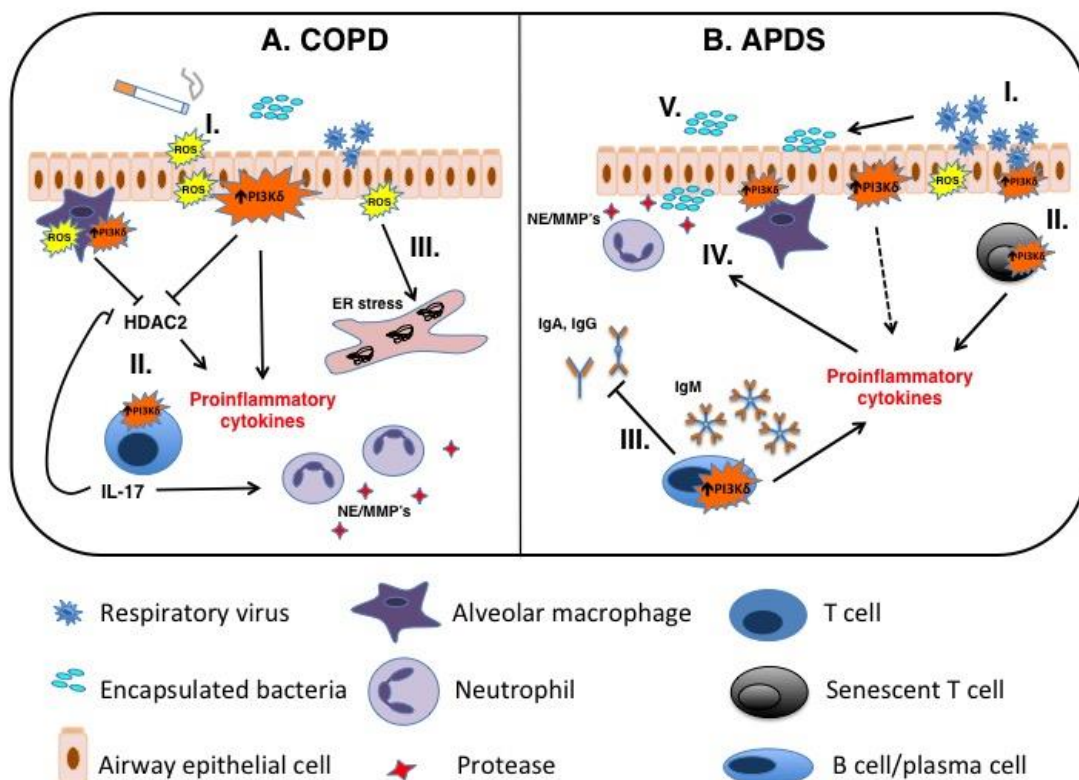 A. COPD
I.
ROS
ROS
↑PI3Kδ
ROS
ROS
↑PI3Kδ
III.
ER stress
HDAC2
II.
↑PI3Kδ
Proinflammatory
cytokines
IL-17
NE/MMP's
B. APDS
V.
I.
↑PI3Kδ
↑PI3Kδ
ROS
↑PI3Kδ
NE/MMP's
II.
↑PI3Kδ
IV.
IgA, IgG
IgM
Proinflammatory
cytokines
III.
↑PI3Kδ
Respiratory virus
Alveolar macrophage
T cell
Encapsulated bacteria
Neutrophil
Senescent T cell
Airway epithelial cell
Protease
B cell/plasma cell